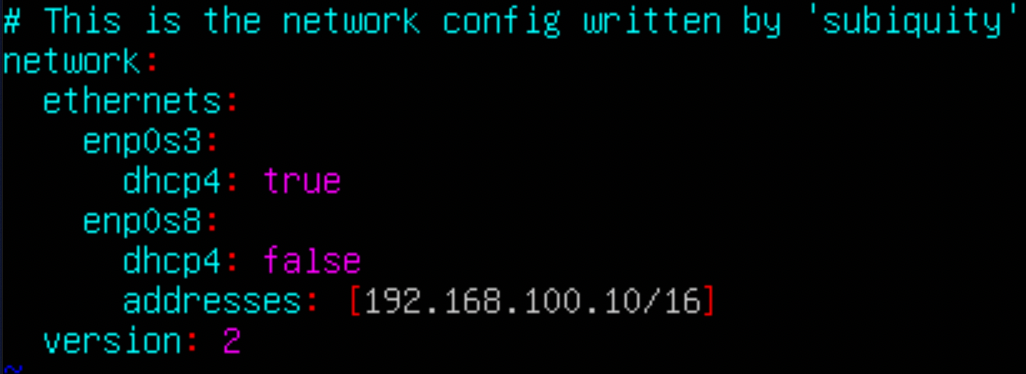 # This is the network config written by 'subiquity'
network:
  ethernets:
    enp0s3:
      dhcp4: true
    enp0s8:
      dhcp4: false
      addresses: [192.168.100.10/16]
  version: 2
~